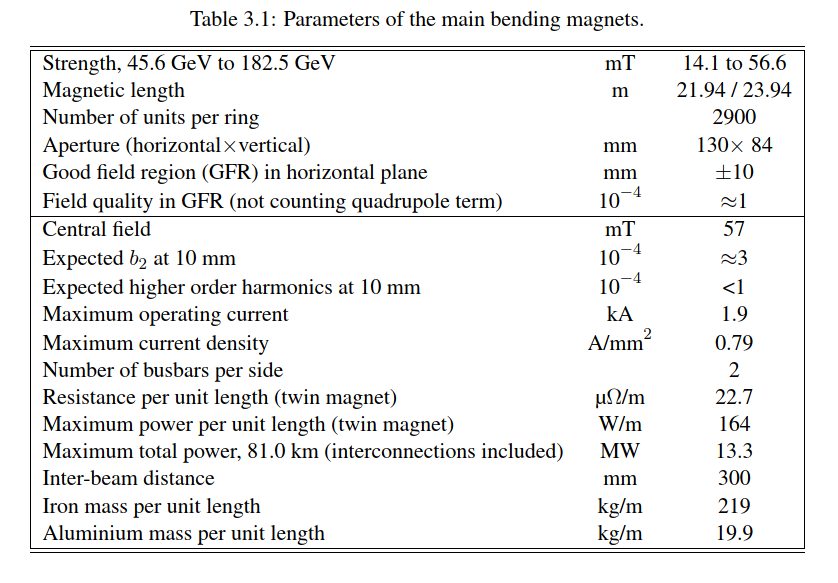 Table 3.1: Parameters of the main bending magnets.
Strength, 45.6 GeV to 182.5 GeV mT 14.1 to 56.6
Magnetic length m 21.94 / 23.94
Number of units per ring 2900
Aperture (horizontal×vertical) mm 130× 84
Good field region (GFR) in horizontal plane mm ±10
Field quality in GFR (not counting quadrupole term) 10⁻⁴ ≈1
Central field mT 57
Expected b₂ at 10 mm 10⁻⁴ ≈3
Expected higher order harmonics at 10 mm 10⁻⁴ <1
Maximum operating current kA 1.9
Maximum current density A/mm² 0.79
Number of busbars per side 2
Resistance per unit length (twin magnet) μΩ/m 22.7
Maximum power per unit length (twin magnet) W/m 164
Maximum total power, 81.0 km (interconnections included) MW 13.3
Inter-beam distance mm 300
Iron mass per unit length kg/m 219
Aluminium mass per unit length kg/m 19.9